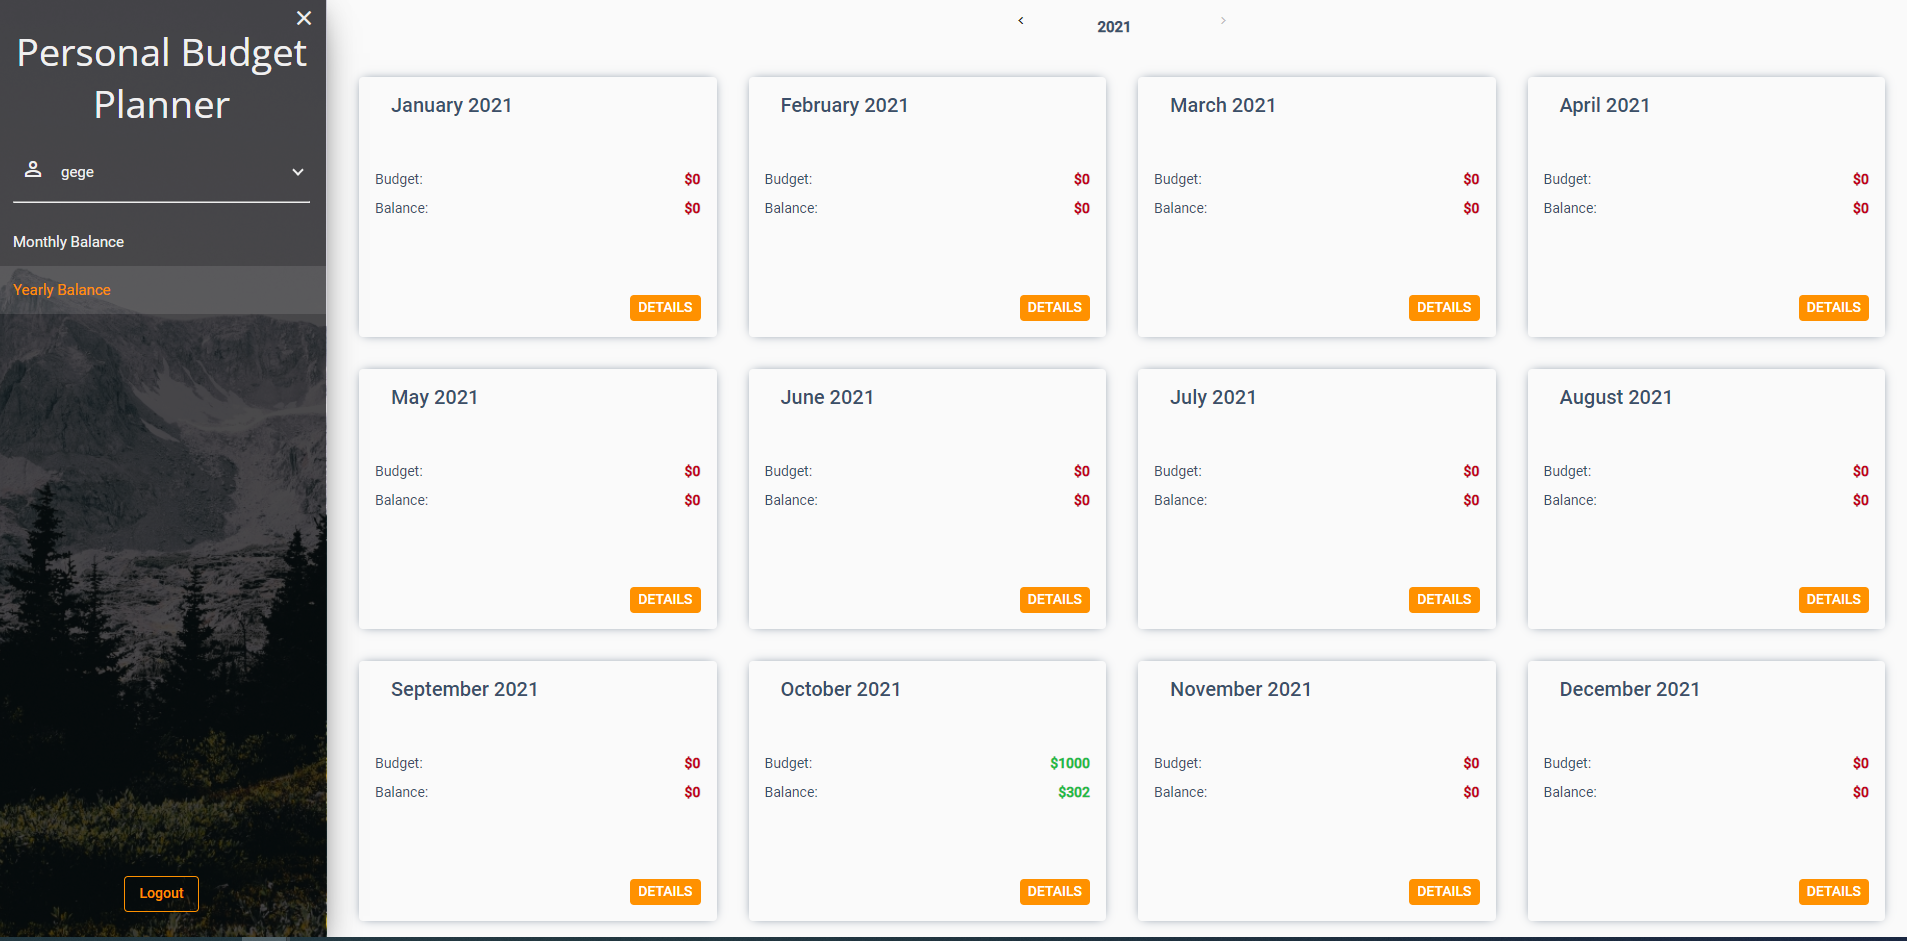 Personal Budget
Planner
gege
Monthly Balance
Yearly Balance
Logout
2021
January 2021
Budget: $0
Balance: $0
DETAILS
February 2021
Budget: $0
Balance: $0
DETAILS
March 2021
Budget: $0
Balance: $0
DETAILS
April 2021
Budget: $0
Balance: $0
DETAILS
May 2021
Budget: $0
Balance: $0
DETAILS
June 2021
Budget: $0
Balance: $0
DETAILS
July 2021
Budget: $0
Balance: $0
DETAILS
August 2021
Budget: $0
Balance: $0
DETAILS
September 2021
Budget: $0
Balance: $0
DETAILS
October 2021
Budget: $1000
Balance: $302
DETAILS
November 2021
Budget: $0
Balance: $0
DETAILS
December 2021
Budget: $0
Balance: $0
DETAILS